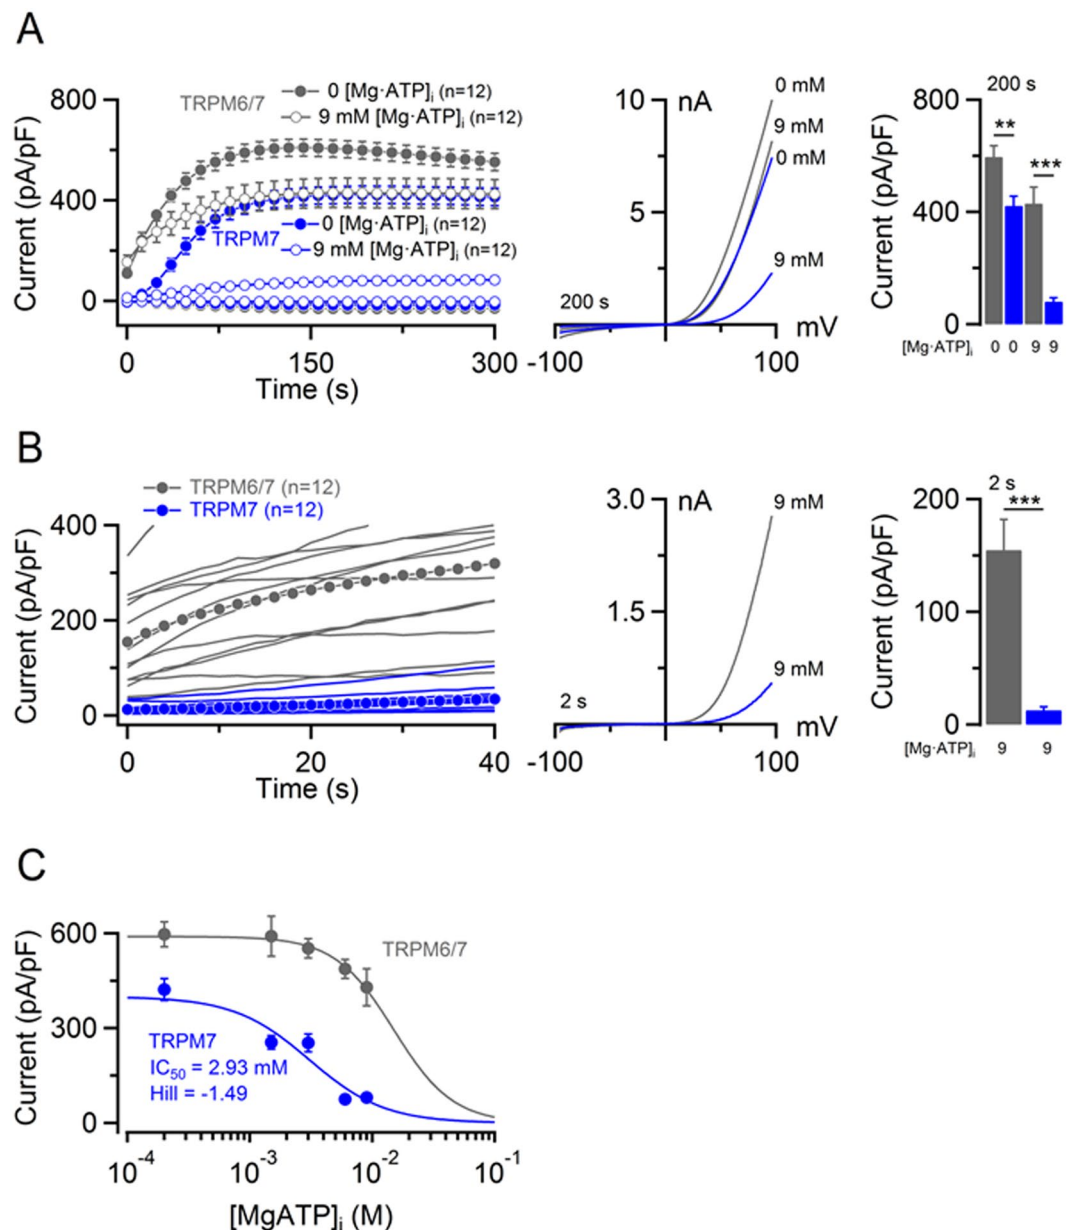 A
800
400
0
Current (pA/pF)
TRPM6/7
0 [Mg·ATP]i (n=12)
9 mM [Mg·ATP]i (n=12)
TRPM7
0 [Mg·ATP]i (n=12)
9 mM [Mg·ATP]i (n=12)
0 150 300
Time (s)
10
nA
5
0 mM
9 mM
0 mM
9 mM
200 s
mV
-100 100
200 s
800
400
0
Current (pA/pF)
**
***
[Mg·ATP]i 0 0 9 9
B
TRPM6/7 (n=12)
TRPM7 (n=12)
400
200
0
Current (pA/pF)
0 20 40
Time (s)
3.0
nA
1.5
9 mM
9 mM
2 s
mV
-100 100
2 s
200
100
0
Current (pA/pF)
***
[Mg·ATP]i 9 9
C
600
300
0
Current (pA/pF)
TRPM6/7
TRPM7
IC50 = 2.93 mM
Hill = -1.49
10-4 10-3 10-2 10-1
[MgATP]i (M)